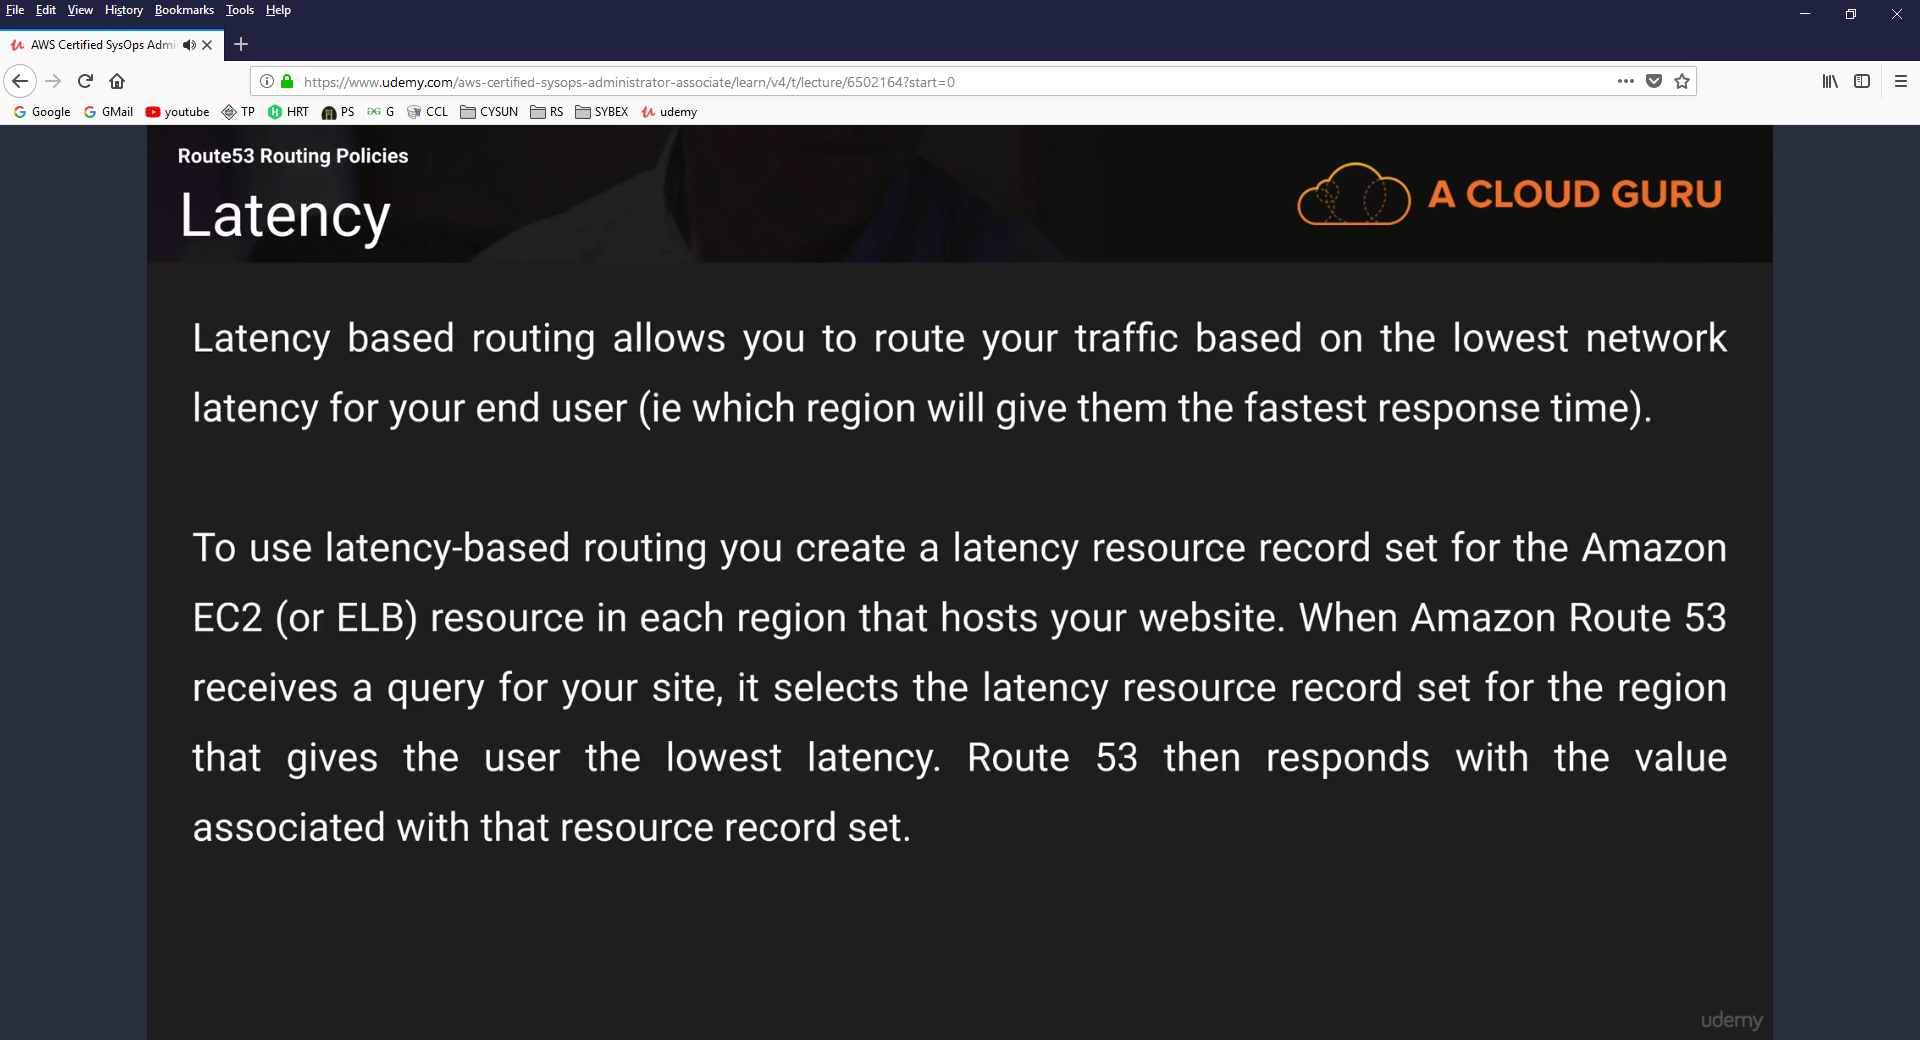 File Edit View History Bookmarks Tools Help
AWS Certified SysOps Admi
https://www.udemy.com/aws-certified-sysops-administrator-associate/learn/v4/t/lecture/6502164?start=0
Google GMail youtube TP HRT PS G CCL CYSUN RS SYBEX udemy
Route53 Routing Policies
Latency
A CLOUD GURU
Latency based routing allows you to route your traffic based on the lowest network
latency for your end user (ie which region will give them the fastest response time).
To use latency-based routing you create a latency resource record set for the Amazon
EC2 (or ELB) resource in each region that hosts your website. When Amazon Route 53
receives a query for your site, it selects the latency resource record set for the region
that gives the user the lowest latency. Route 53 then responds with the value
associated with that resource record set.
udemy